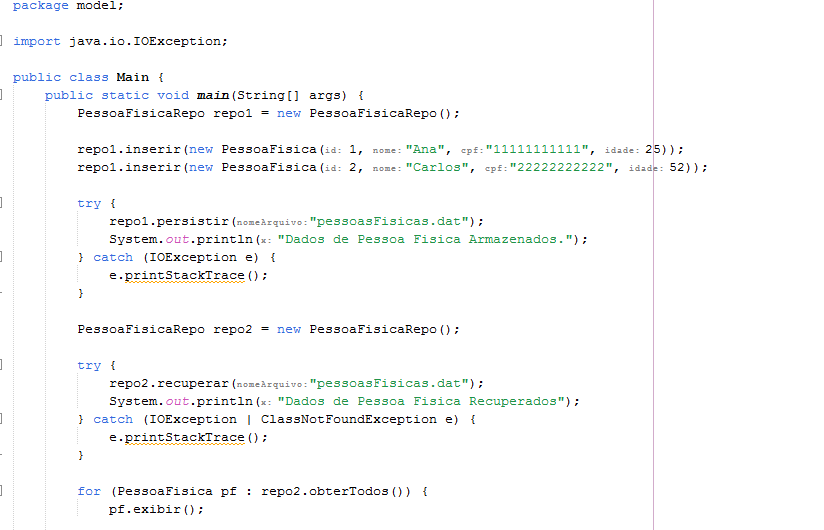 package model;
import java.io.IOException;
public class Main {
public static void main(String[] args) {
PessoaFisicaRepo repo1 = new PessoaFisicaRepo();
repo1.inserir(new PessoaFisica(id: 1, nome: "Ana", cpf: "11111111111", idade: 25));
repo1.inserir(new PessoaFisica(id: 2, nome: "Carlos", cpf: "22222222222", idade: 52));
try {
repo1.persistir(nomeArquivo: "pessoasFisicas.dat");
System.out.println(x: "Dados de Pessoa Fisica Armazenados.");
} catch (IOException e) {
e.printStackTrace();
}
PessoaFisicaRepo repo2 = new PessoaFisicaRepo();
try {
repo2.recuperar(nomeArquivo: "pessoasFisicas.dat");
System.out.println(x: "Dados de Pessoa Fisica Recuperados");
} catch (IOException | ClassNotFoundException e) {
e.printStackTrace();
}
for (PessoaFisica pf : repo2.obterTodos()) {
pf.exibir();